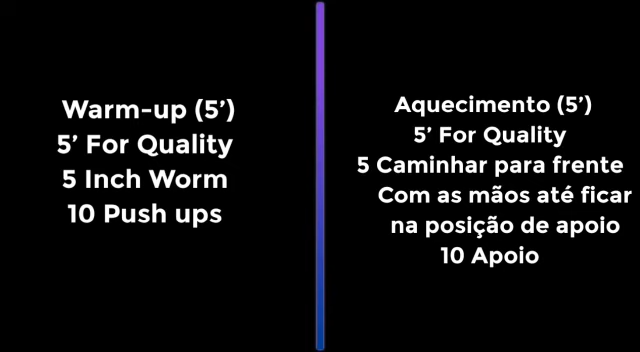 Warm-up (5’)
5’ For Quality
5 Inch Worm
10 Push ups
Aquecimento (5’)
5’ For Quality
5 Caminhar para frente
Com as mãos até ficar
na posição de apoio
10 Apoio